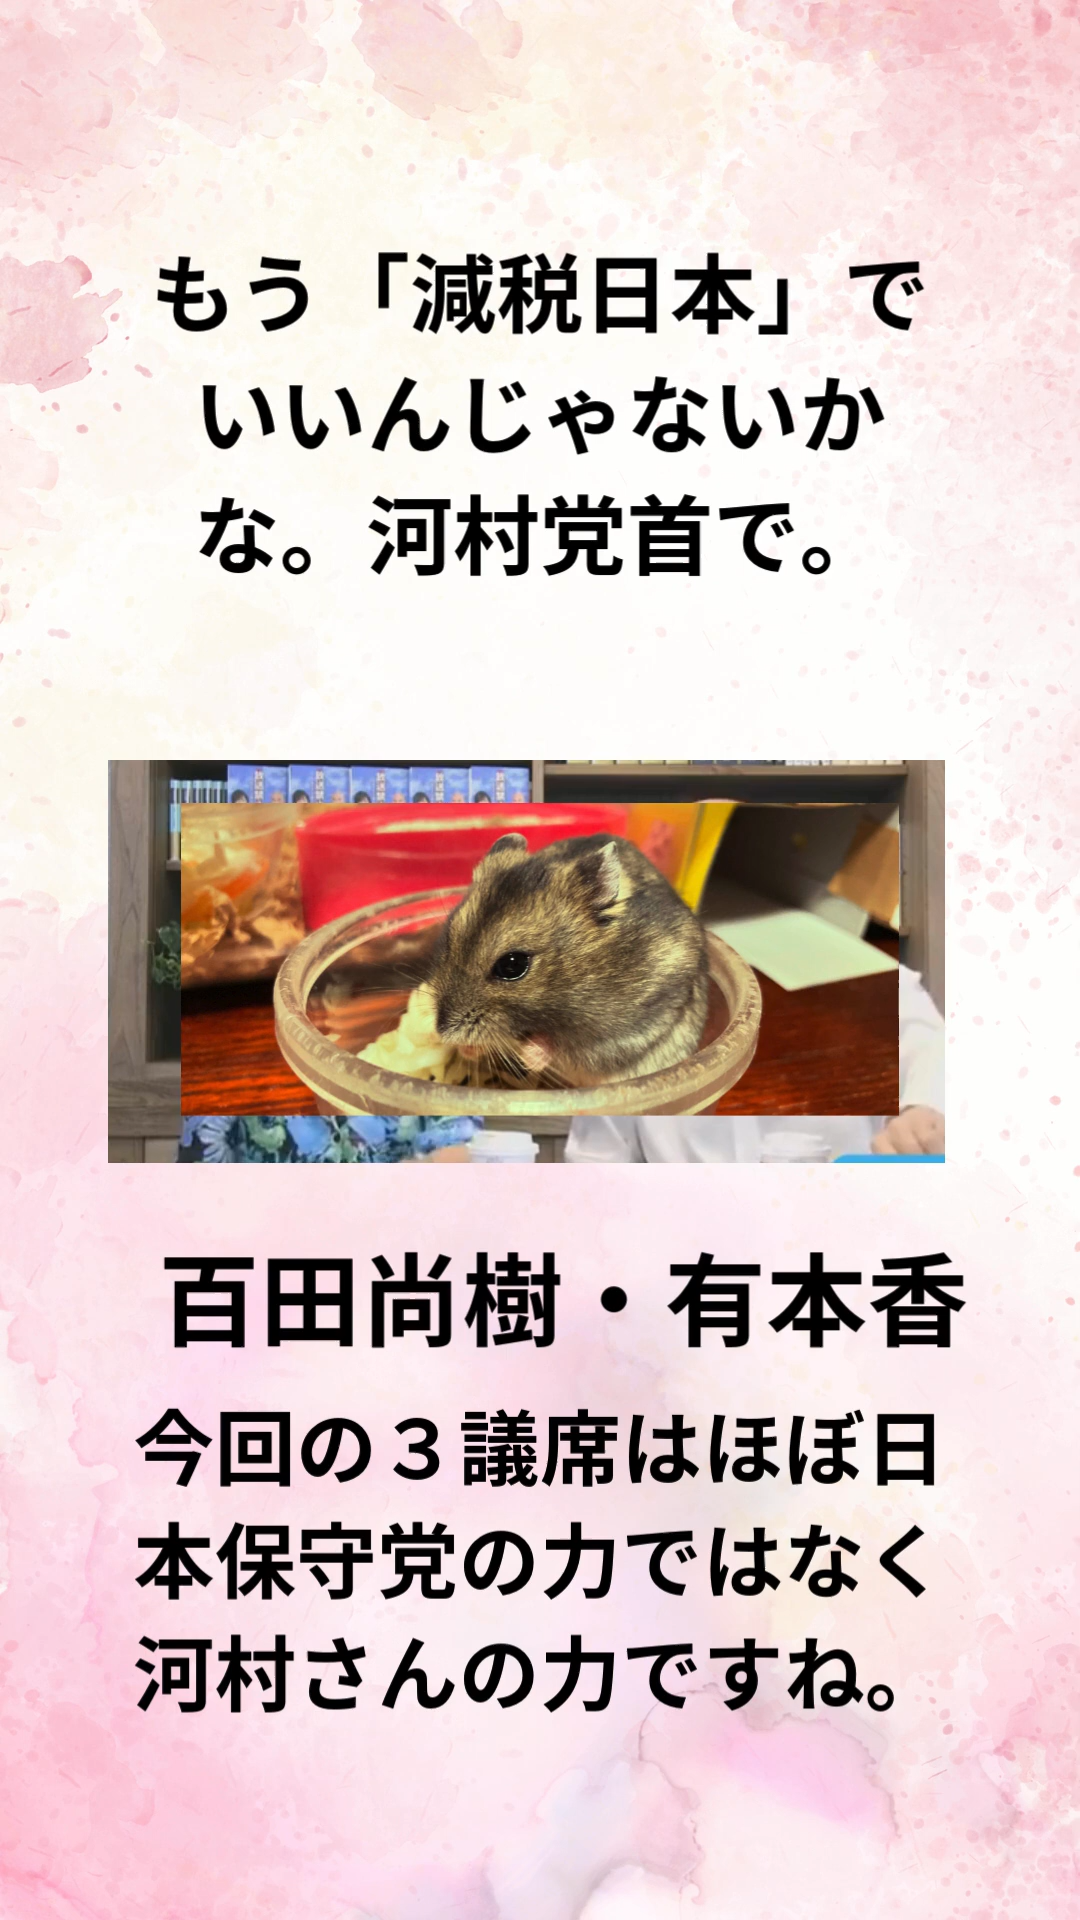 もう「減税日本」で
いいんじゃないか
な。河村党首で。
百田尚樹・有本香
今回の３議席はほぼ日
本保守党の力ではなく
河村さんの力ですね。